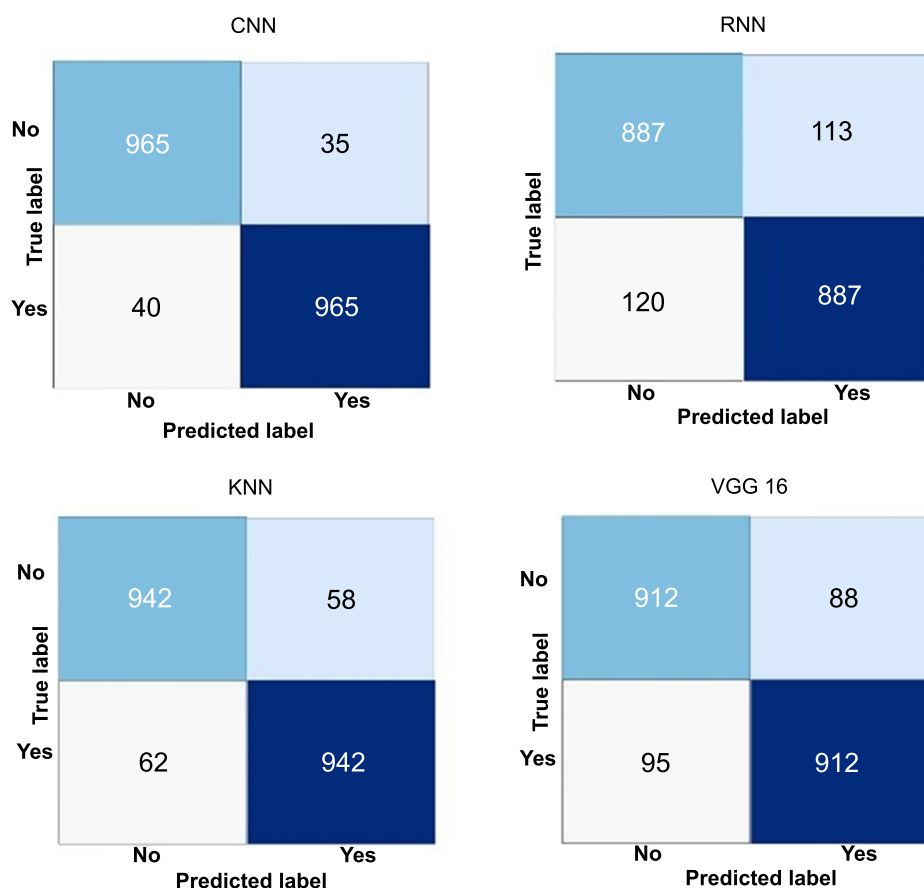 CNN
No
965
35
True label
Yes
40
965
No
Yes
Predicted label
RNN
887
113
True label
120
887
No
Yes
Predicted label
KNN
No
942
58
True label
Yes
62
942
No
Yes
Predicted label
VGG 16
No
912
88
True label
Yes
95
912
No
Yes
Predicted label